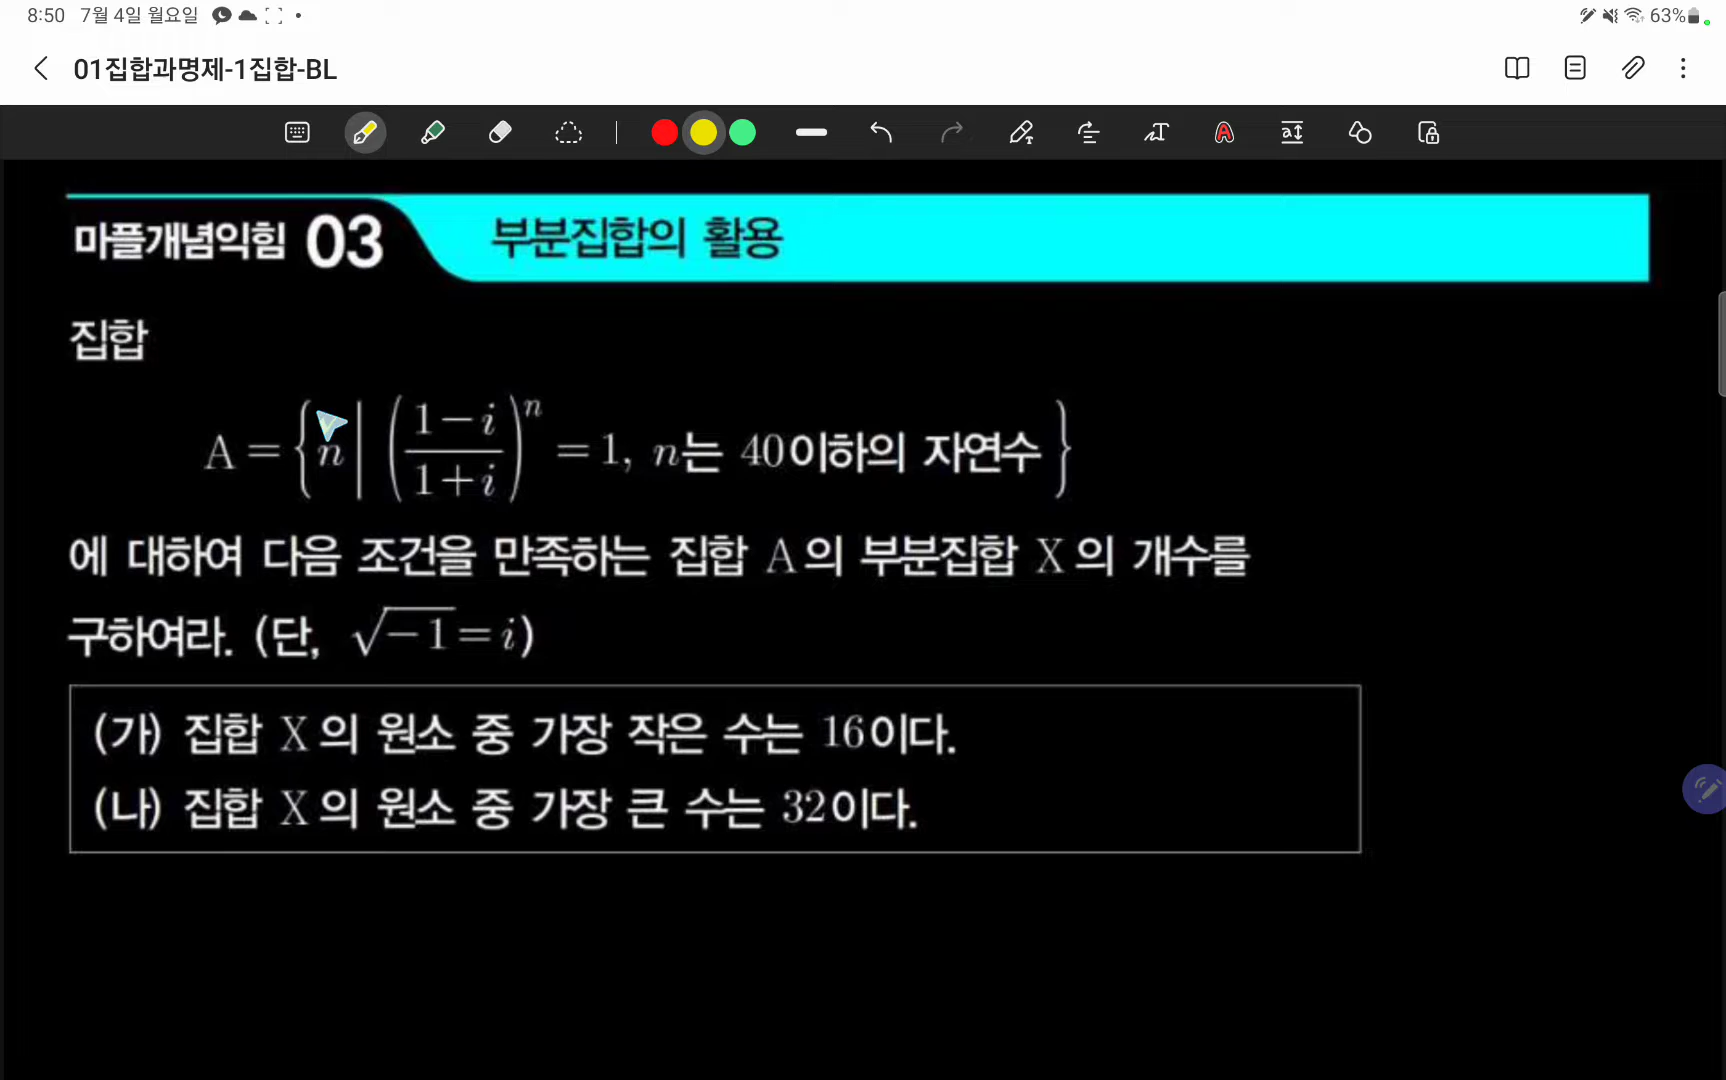 8:50 7월 4일 월요일 63%
01집합과명제-1집합-BL
마플개념익힘 03 부분집합의 활용
집합
A = { n | ( (1-i)/(1+i) )^n = 1, n는 40이하의 자연수 }
에 대하여 다음 조건을 만족하는 집합 A의 부분집합 X의 개수를
구하여라. (단, √-1 = i)
(가) 집합 X의 원소 중 가장 작은 수는 16이다.
(나) 집합 X의 원소 중 가장 큰 수는 32이다.